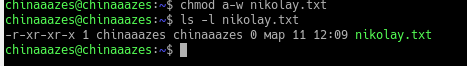 chinaaazes@chinaaazes:~$ chmod a-w nikolay.txt
chinaaazes@chinaaazes:~$ ls -l nikolay.txt
-r-xr-xr-x 1 chinaaazes chinaaazes 0 мар 11 12:09 nikolay.txt
chinaaazes@chinaaazes:~$